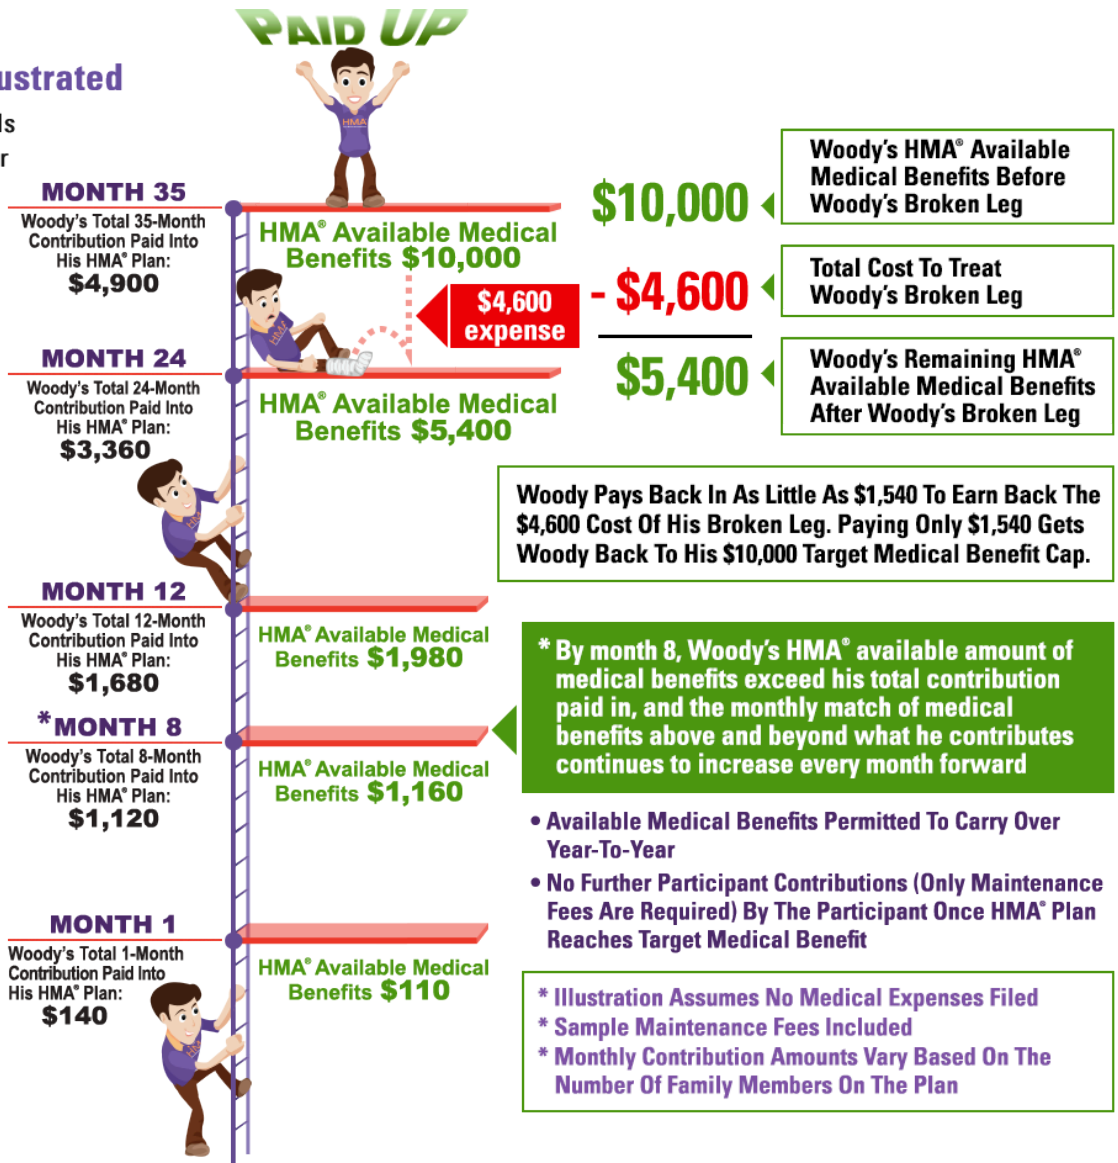 PAID UP
ustrated
ls
r
HMA
MONTH 35
Woody's Total 35-Month
Contribution Paid Into
His HMA® Plan:
$4,900
HMA® Available Medical
Benefits $10,000
$10,000
Woody's HMA® Available
Medical Benefits Before
Woody's Broken Leg
$4,600
expense
- $4,600
Total Cost To Treat
Woody's Broken Leg
HMA
MONTH 24
Woody's Total 24-Month
Contribution Paid Into
His HMA® Plan:
$3,360
HMA® Available Medical
Benefits $5,400
$5,400
Woody's Remaining HMA®
Available Medical Benefits
After Woody's Broken Leg
Woody Pays Back In As Little As $1,540 To Earn Back The
$4,600 Cost Of His Broken Leg. Paying Only $1,540 Gets
Woody Back To His $10,000 Target Medical Benefit Cap.
MONTH 12
Woody's Total 12-Month
Contribution Paid Into
His HMA® Plan:
$1,680
HMA® Available Medical
Benefits $1,980
* By month 8, Woody's HMA® available amount of
medical benefits exceed his total contribution
paid in, and the monthly match of medical
benefits above and beyond what he contributes
continues to increase every month forward
*MONTH 8
Woody's Total 8-Month
Contribution Paid Into
His HMA® Plan:
$1,120
HMA® Available Medical
Benefits $1,160
• Available Medical Benefits Permitted To Carry Over
Year-To-Year
• No Further Participant Contributions (Only Maintenance
Fees Are Required) By The Participant Once HMA® Plan
Reaches Target Medical Benefit
MONTH 1
Woody's Total 1-Month
Contribution Paid Into
His HMA® Plan:
$140
HMA® Available Medical
Benefits $110
* Illustration Assumes No Medical Expenses Filed
* Sample Maintenance Fees Included
* Monthly Contribution Amounts Vary Based On The
Number Of Family Members On The Plan